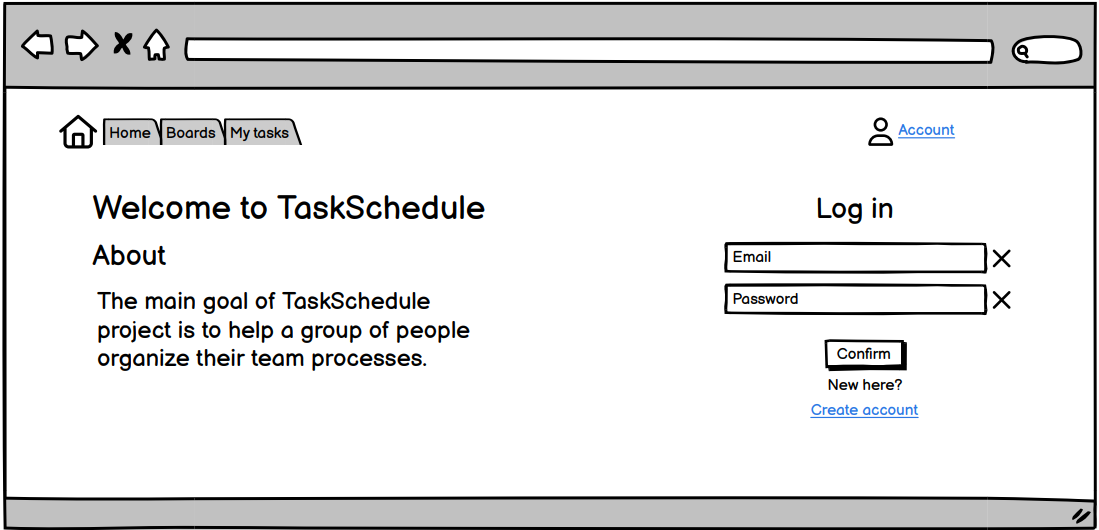 Home Boards My tasks Account
Welcome to TaskSchedule
About
The main goal of TaskSchedule
project is to help a group of people
organize their team processes.
Log in
Email
Password
Confirm
New here?
Create account